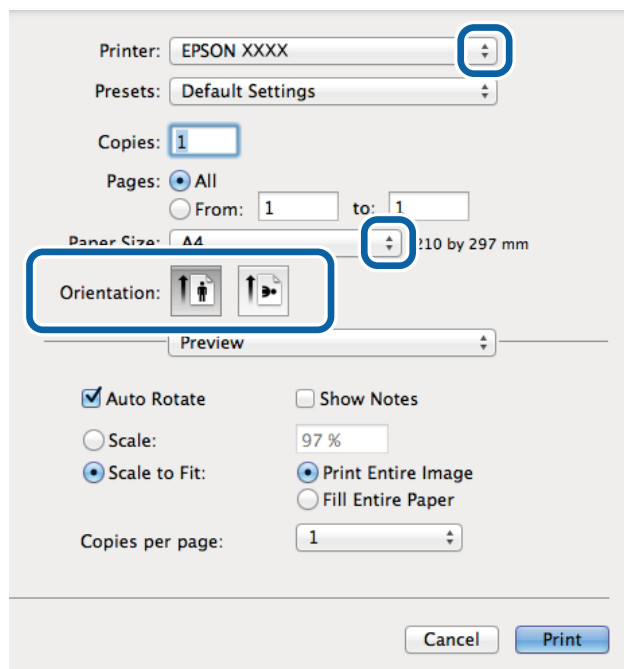 Printer: EPSON XXXX
Presets: Default Settings
Copies: 1
Pages: All
From: 1 to: 1
Paper Size: A4 210 by 297 mm
Orientation:
Preview
Auto Rotate Show Notes
Scale: 97 %
Scale to Fit: Print Entire Image
Fill Entire Paper
Copies per page: 1
Cancel Print